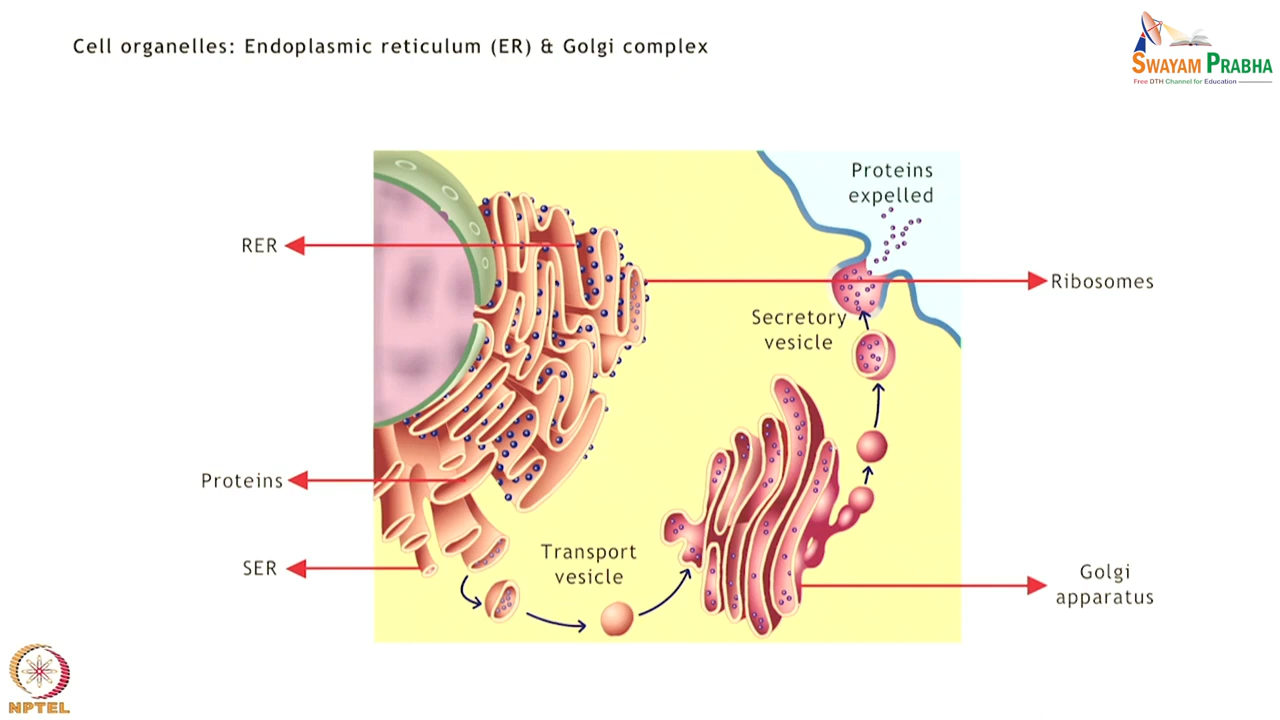 Cell organelles: Endoplasmic reticulum (ER) & Golgi complex
SWAYAM PRABHA
Free DTH Channel for Education
Proteins
expelled
RER
Ribosomes
Secretory
vesicle
Proteins
Transport
vesicle
SER
Golgi
apparatus
NPTEL